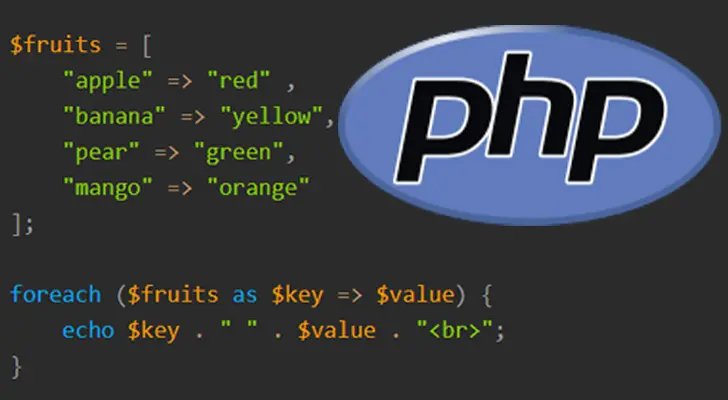 $fruits = [
    "apple" => "red" ,
    "banana" => "yellow",
    "pear" => "green",
    "mango" => "orange"
];
php
foreach ($fruits as $key => $value) {
    echo $key . " " . $value . "<br>";
}